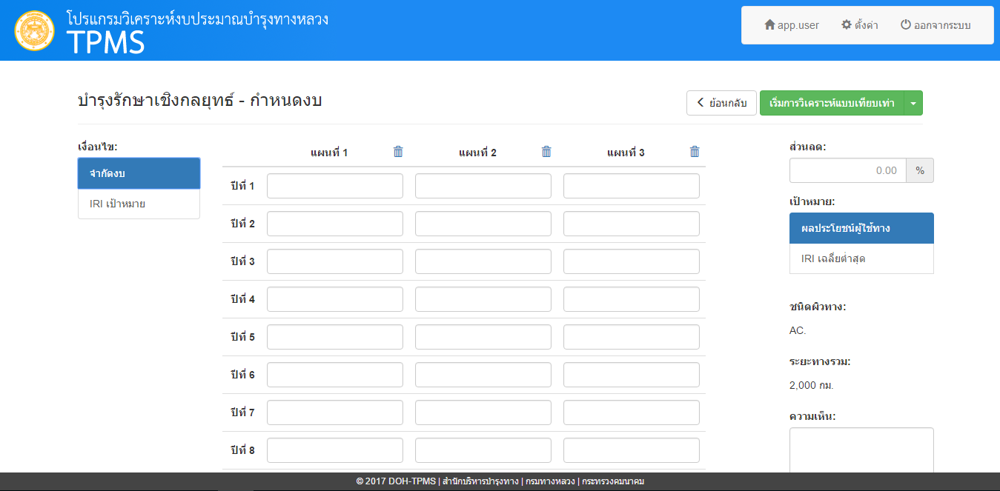 โปรแกรมวิเคราะห์งบประมาณบำรุงทางหลวง
TPMS
app.user ตั้งค่า ออกจากระบบ
บำรุงรักษาเชิงกลยุทธ์ - กำหนดงบ
ย้อนกลับ เริ่มการวิเคราะห์แบบเทียบเท่า
เงื่อนไข:
จำกัดงบ
IRI เป้าหมาย
แผนที่ 1 แผนที่ 2 แผนที่ 3
ปีที่ 1
ปีที่ 2
ปีที่ 3
ปีที่ 4
ปีที่ 5
ปีที่ 6
ปีที่ 7
ปีที่ 8
ส่วนลด:
0.00 %
เป้าหมาย:
ผลประโยชน์ผู้ใช้ทาง
IRI เฉลี่ยต่ำสุด
ชนิดผิวทาง:
AC.
ระยะทางรวม:
2,000 กม.
ความเห็น:
© 2017 DOH-TPMS | สำนักบริหารบำรุงทาง | กรมทางหลวง | กระทรวงคมนาคม